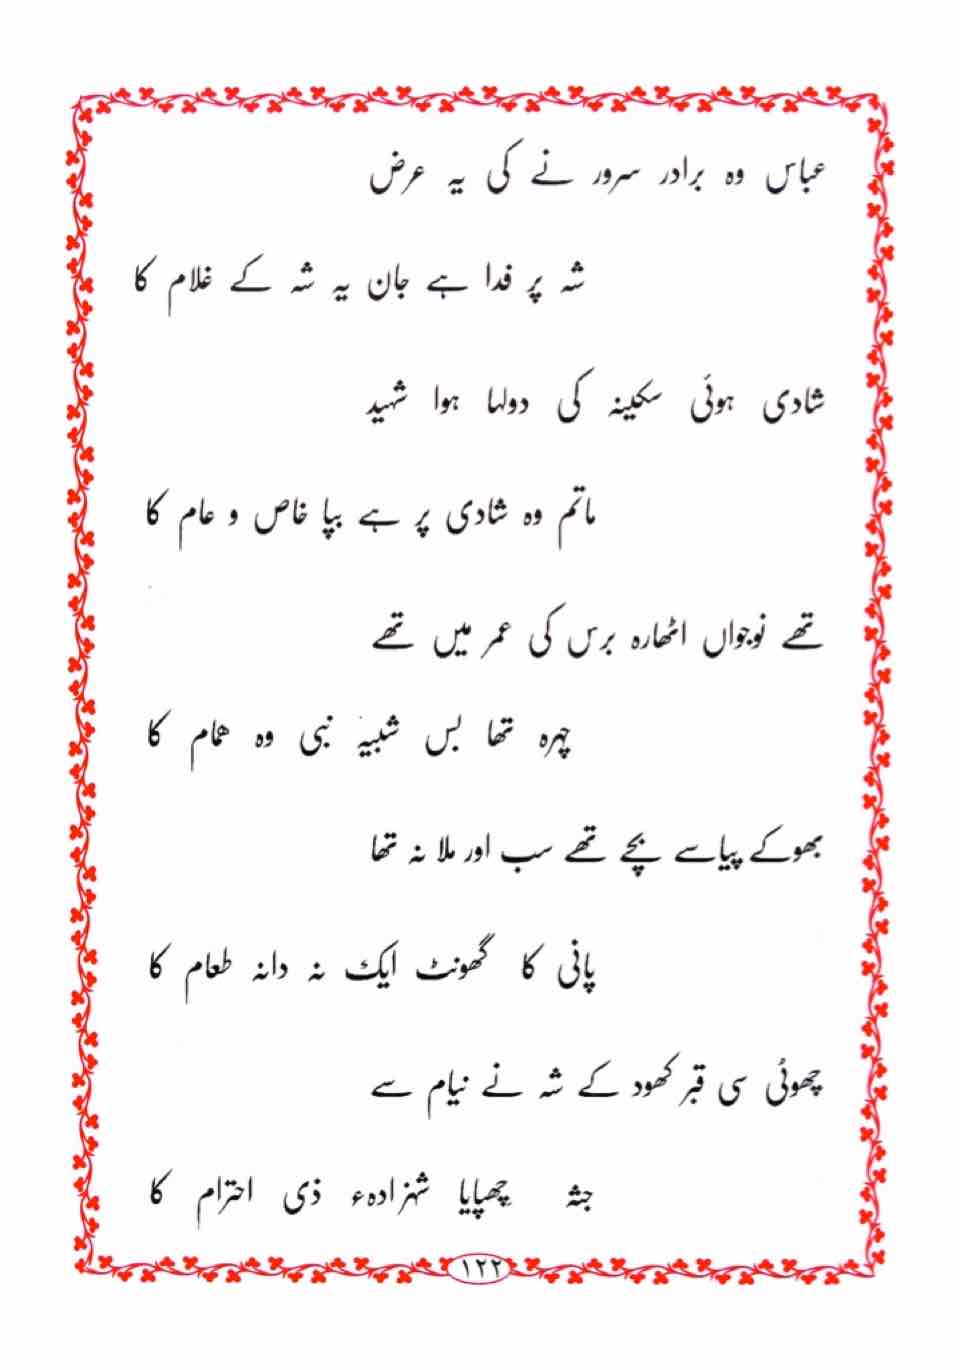 عباس وہ برادر سرور نے کی یہ عرض
شہ پر فدا ہے جان یہ شہ کے غلام کا
شادی ہوئی سکینہ کی دولہا ہوا شہید
ماتم وہ شادی پر ہے بپا خاص و عام کا
تھے نوجواں اٹھارہ برس کی عمر میں تھے
چہرہ تھا بس شبیہ نبی وہ ھمام کا
بھوکے پیاسے بچے تھے سب اور ملا نہ تھا
پانی کا گھونٹ ایک نہ دانہ طعام کا
چھوٹی سی قبر کھود کے شہ نے نیام سے
جثہ چھپایا شہزادہء ذی احترام کا
۱۲۲